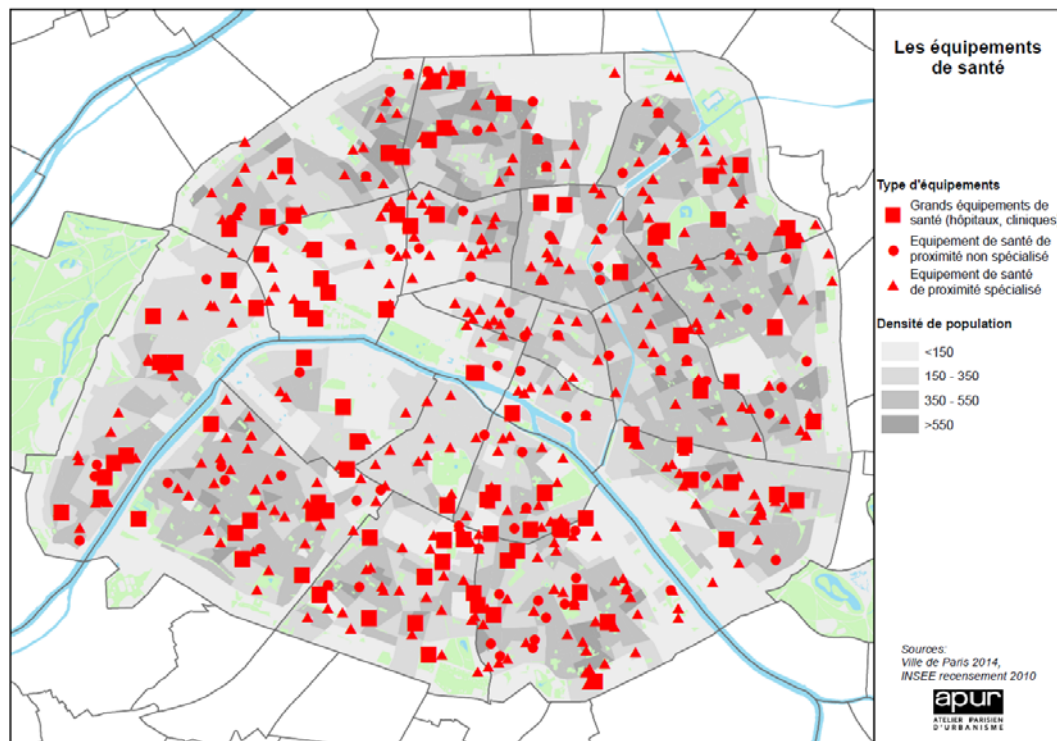 Les équipements
de santé
Type d'équipements
Grands équipements de
santé (hôpitaux, cliniques)
Equipement de santé de
proximité non spécialisé
Equipement de santé
de proximité spécialisé
Densité de population
<150
150 - 350
350 - 550
>550
Sources:
Ville de Paris 2014,
INSEE recensement 2010
apur
ATELIER PARISIEN
D'URBANISME